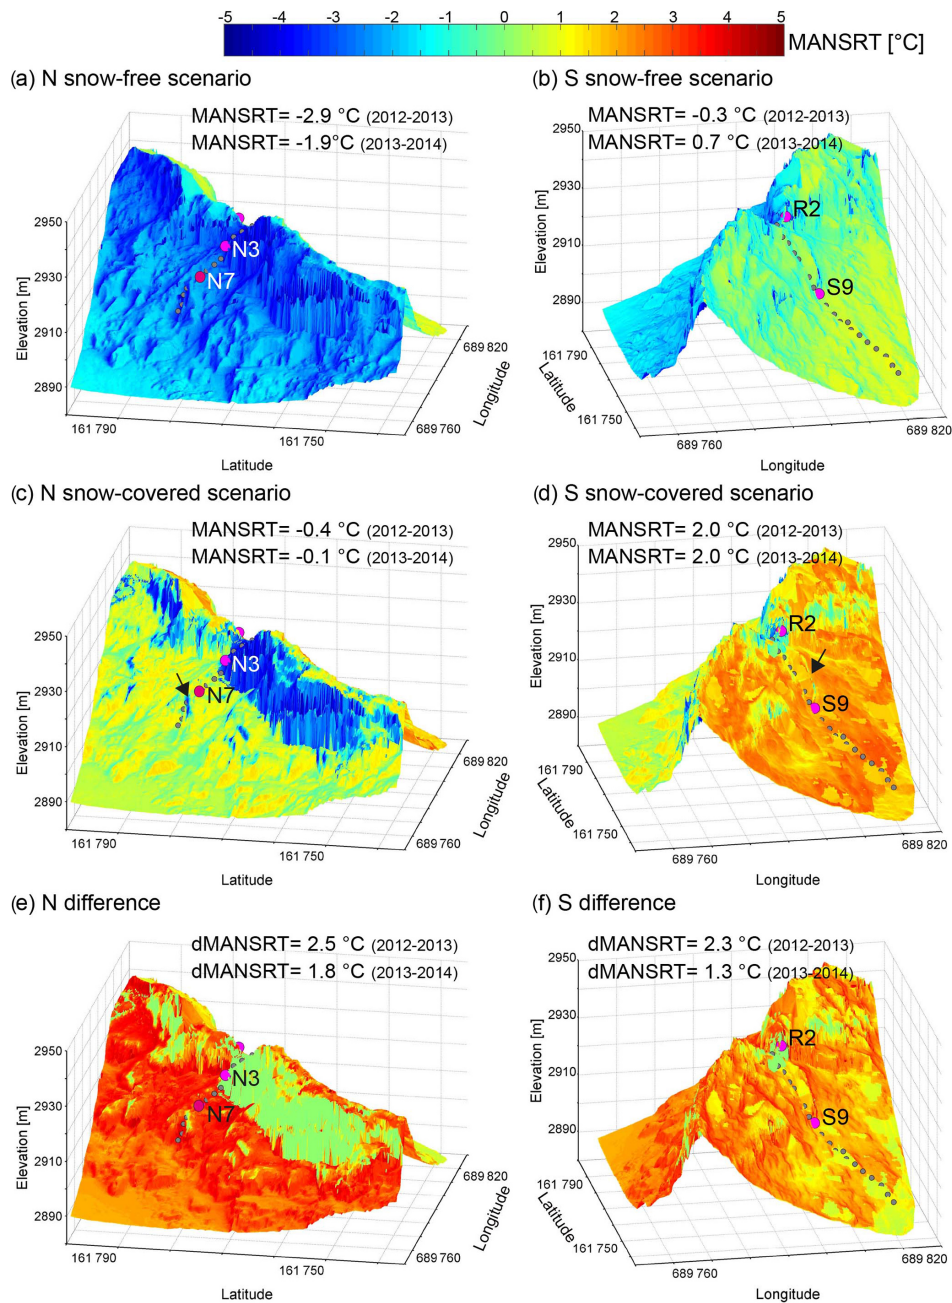 -5 -4 -3 -2 -1 0 1 2 3 4 5
MANSRT [°C]
(a) N snow-free scenario
MANSRT= -2.9 °C (2012-2013)
MANSRT= -1.9°C (2013-2014)
2950
2930
2910
2890
Elevation [m]
N3
N7
161 790
161 750
Latitude
689 760
689 820
Longitude
(b) S snow-free scenario
MANSRT= -0.3 °C (2012-2013)
MANSRT= 0.7 °C (2013-2014)
2950
2930
2910
2890
Elevation [m]
R2
S9
161 790
161 750
Latitude
689 760
689 820
Longitude
(c) N snow-covered scenario
MANSRT= -0.4 °C (2012-2013)
MANSRT= -0.1 °C (2013-2014)
2950
2930
2910
2890
Elevation [m]
N3
N7
161 790
161 750
Latitude
689 760
689 820
Longitude
(d) S snow-covered scenario
MANSRT= 2.0 °C (2012-2013)
MANSRT= 2.0 °C (2013-2014)
2950
2930
2910
2890
Elevation [m]
R2
S9
161 790
161 750
Latitude
689 760
689 820
Longitude
(e) N difference
dMANSRT= 2.5 °C (2012-2013)
dMANSRT= 1.8 °C (2013-2014)
2950
2930
2910
2890
Elevation [m]
N3
N7
161 790
161 750
Latitude
689 760
689 820
Longitude
(f) S difference
dMANSRT= 2.3 °C (2012-2013)
dMANSRT= 1.3 °C (2013-2014)
2950
2930
2910
2890
Elevation [m]
R2
S9
161 790
161 750
Latitude
689 760
689 820
Longitude